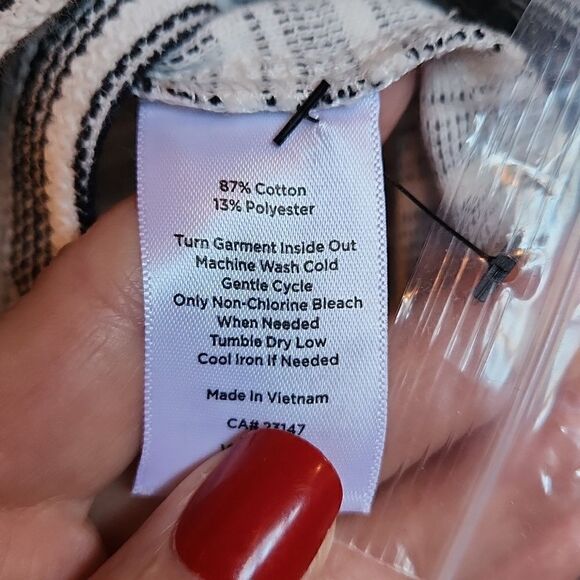 87% Cotton
13% Polyester
Turn Garment Inside Out
Machine Wash Cold
Gentle Cycle
Only Non-Chlorine Bleach
When Needed
Tumble Dry Low
Cool Iron If Needed
Made In Vietnam
CA# 23147